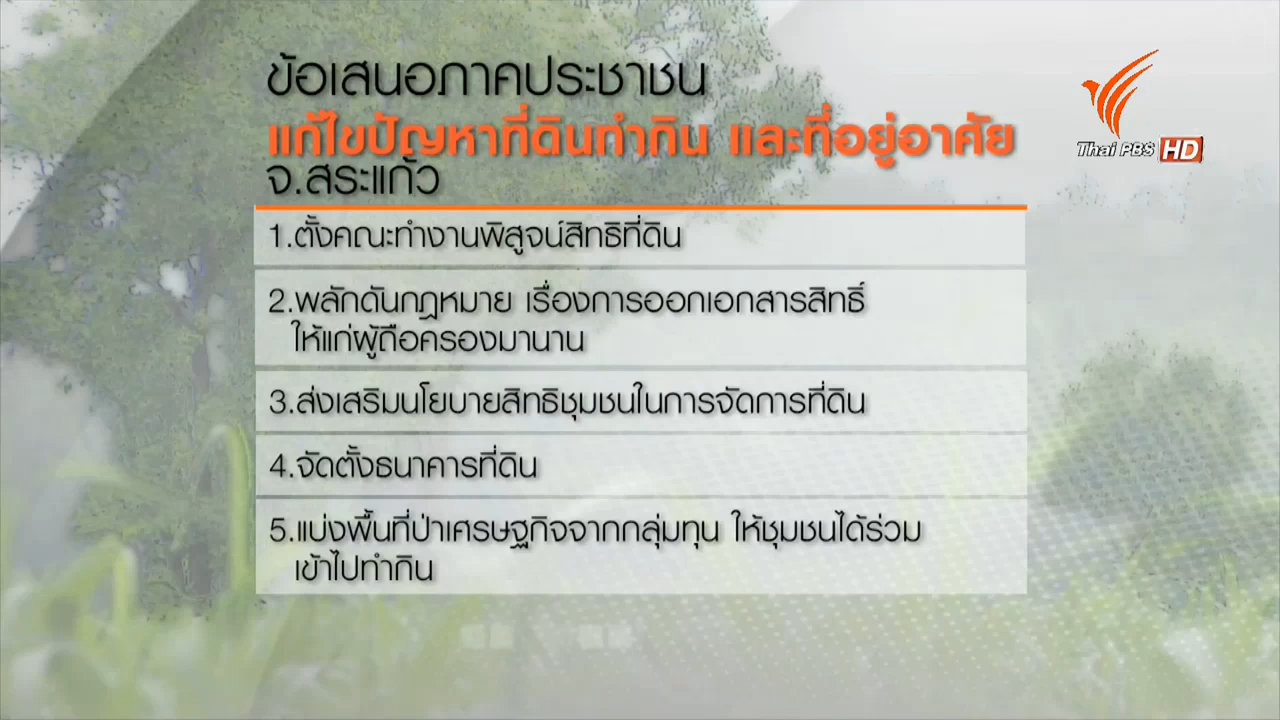 ข้อเสนอภาคประชาชน
แก้ไขปัญหาที่ดินทำกิน และที่อยู่อาศัย
จ.สระแก้ว
Thai PBS HD
1.ตั้งคณะทำงานพิสูจน์สิทธิที่ดิน
2.พลักดันกฎหมาย เรื่องการออกเอกสารสิทธิ์
ให้แก่ผู้ถือครองมานาน
3.ส่งเสริมนโยบายสิทธิชุมชนในการจัดการที่ดิน
4.จัดตั้งธนาคารที่ดิน
5.แบ่งพื้นที่ป่าเศรษฐกิจจากกลุ่มทุน ให้ชุมชนได้ร่วม
เข้าไปทำกิน